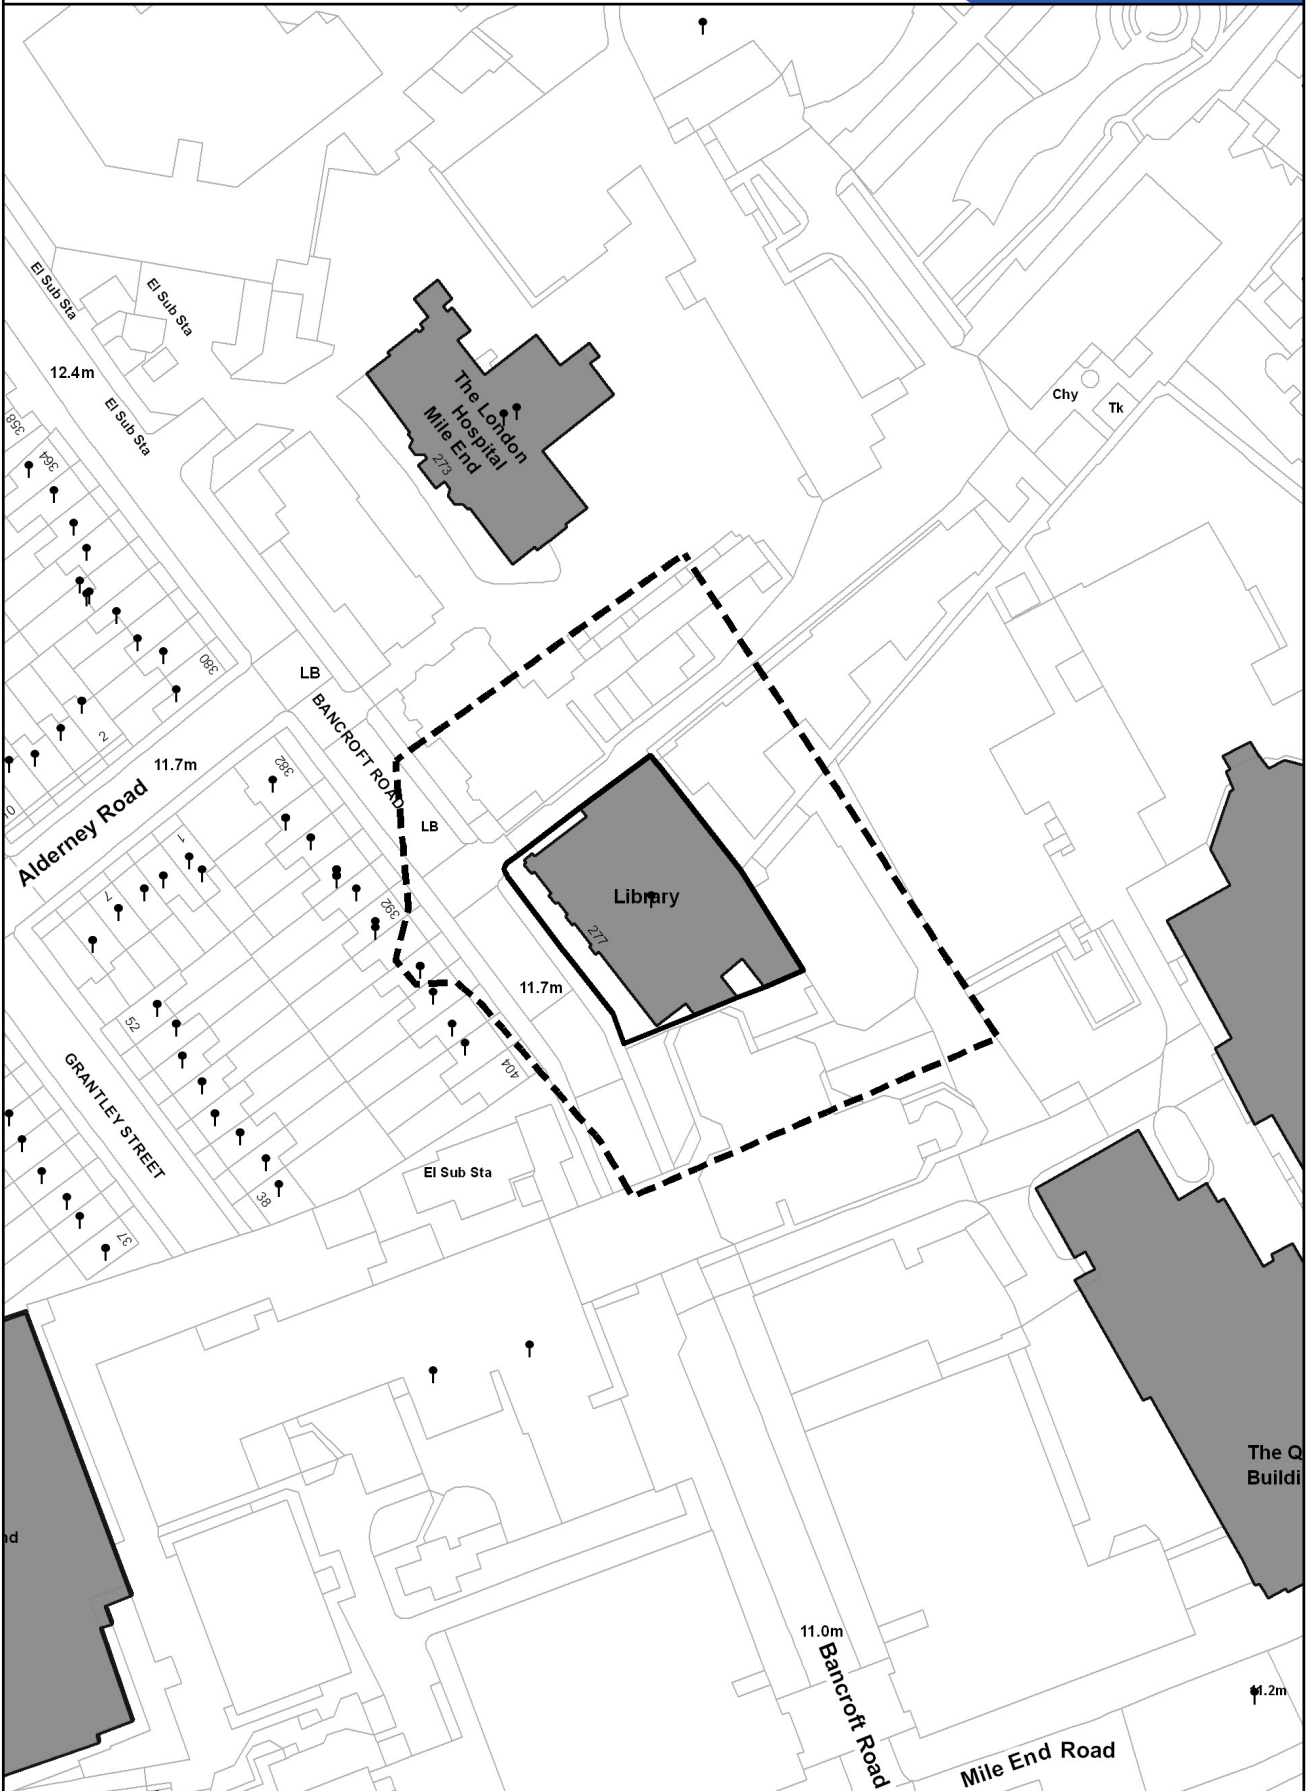 El Sub Sta
El Sub Sta
12.4m
El Sub Sta
358
364
The London
Hospital
Mile End
273
Chy
Tk
380
LB
BANCROFT ROAD
2
11.7m
382
10
Alderney Road
LB
1
7
392
Library
277
11.7m
52
404
GRANTLEY STREET
El Sub Sta
38
37
The Q
Buildi
nd
11.0m
Bancroft Road
11.2m
Mile End Road